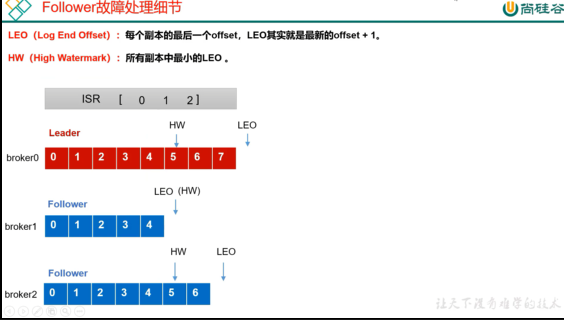 Follower故障处理细节
尚硅谷
LEO（Log End Offset）：每个副本的最后一个offset，LEO其实就是最新的offset + 1。
HW（High Watermark）：所有副本中最小的LEO 。
ISR [ 0 1 2 ]
Leader
HW
LEO
broker0
0 1 2 3 4 5 6 7
LEO (HW)
Follower
broker1
0 1 2 3 4
HW
LEO
Follower
broker2
0 1 2 3 4 5 6
让天下没有难学的技术